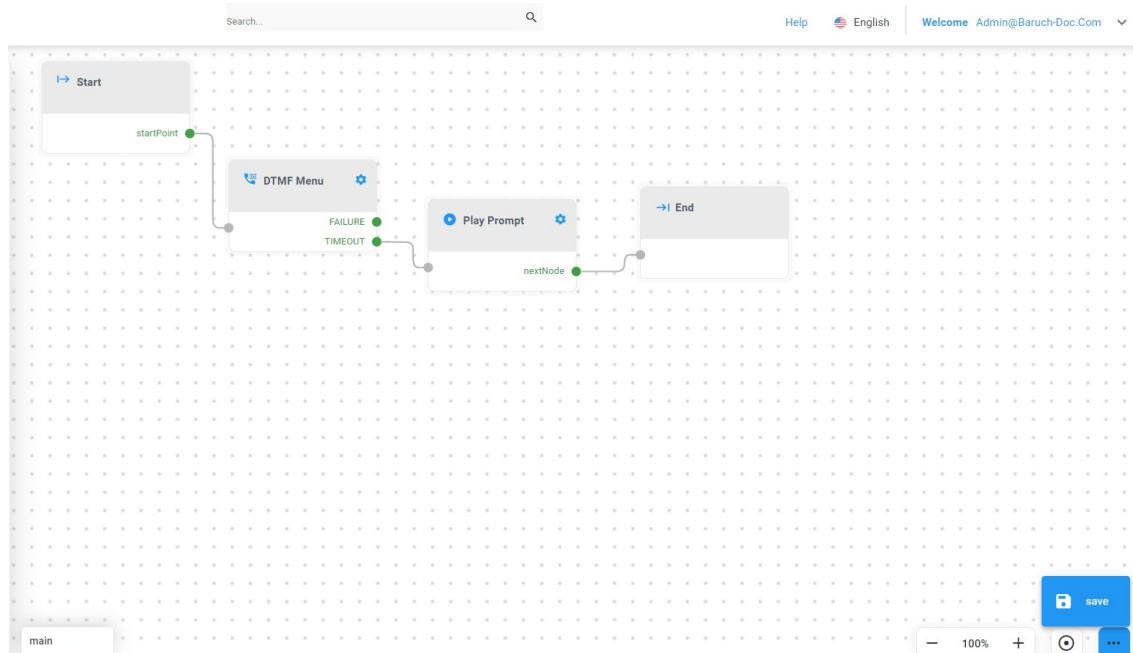 Search...
Help
English
Welcome Admin@Baruch-Doc.Com
Start
startPoint
DTMF Menu
FAILURE
TIMEOUT
Play Prompt
nextNode
End
save
main
100%